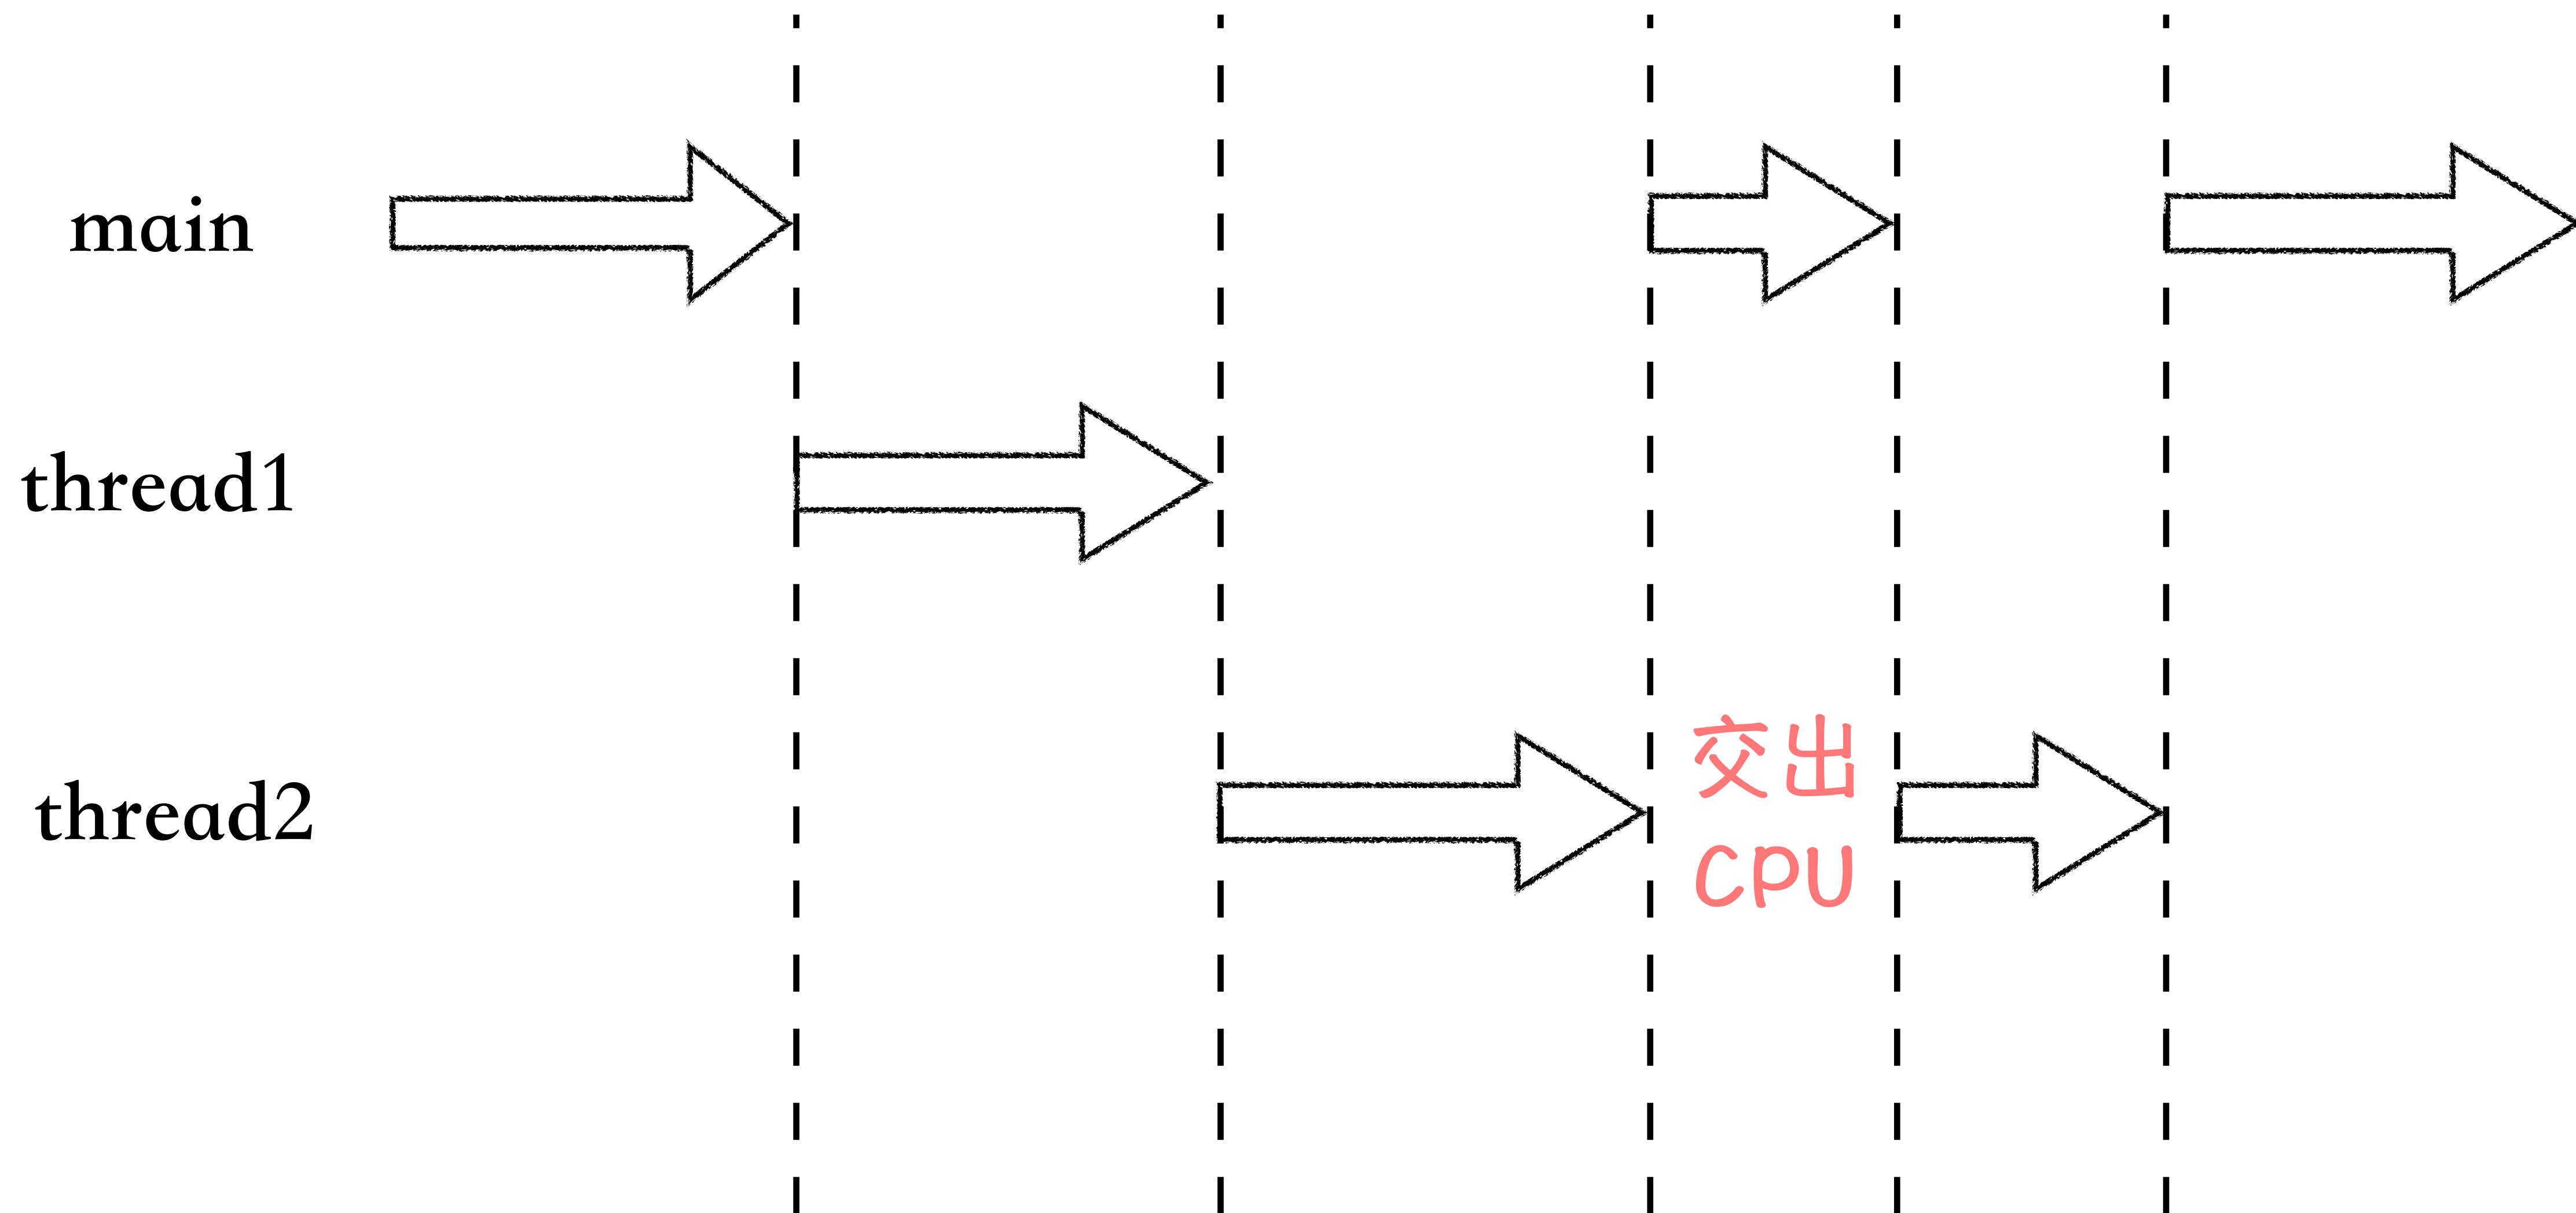 main
thread1
thread2
交出
CPU